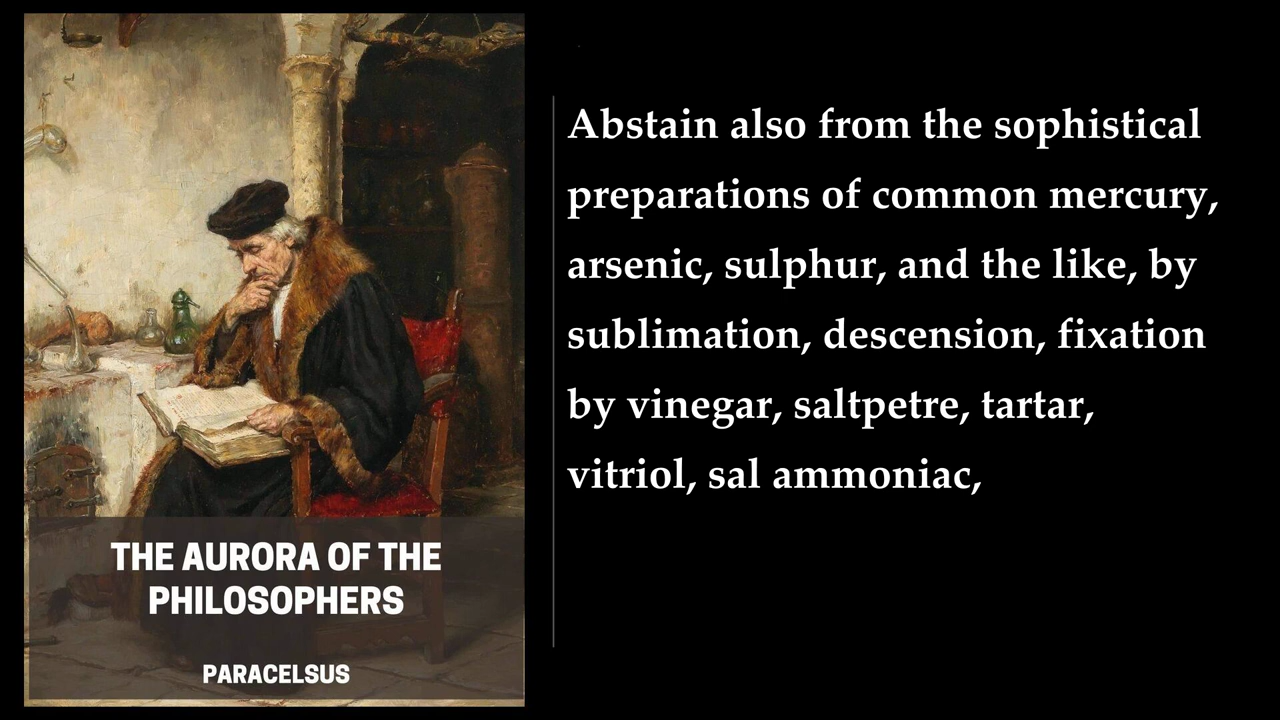 Abstain also from the sophistical
preparations of common mercury,
arsenic, sulphur, and the like, by
sublimation, descension, fixation
by vinegar, saltpetre, tartar,
vitriol, sal ammoniac,
THE AURORA OF THE
PHILOSOPHERS
PARACELSUS